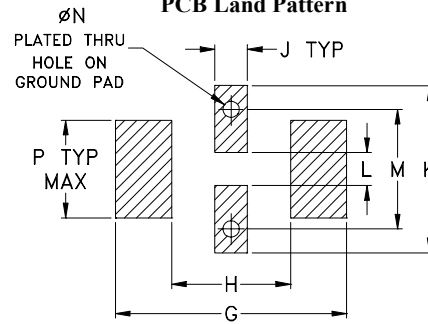 PCB Land Pattern
øN
PLATED THRU
HOLE ON
GROUND PAD
J TYP
P TYP
MAX
L
M
K
H
G